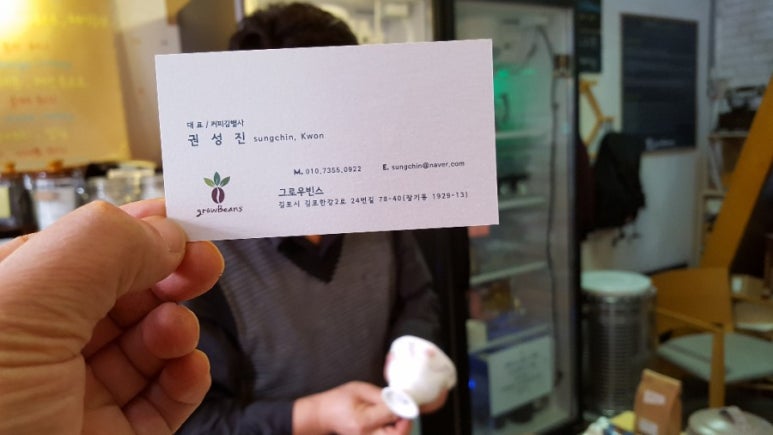 대표 / 커피감별사
권 성 진 sungchin, Kwon
M. 010.7355.0922 E. sungchin@naver.com
growBeans
그로우빈스
김포시 김포한강2로 24번길 78-40(장기동 1929-13)